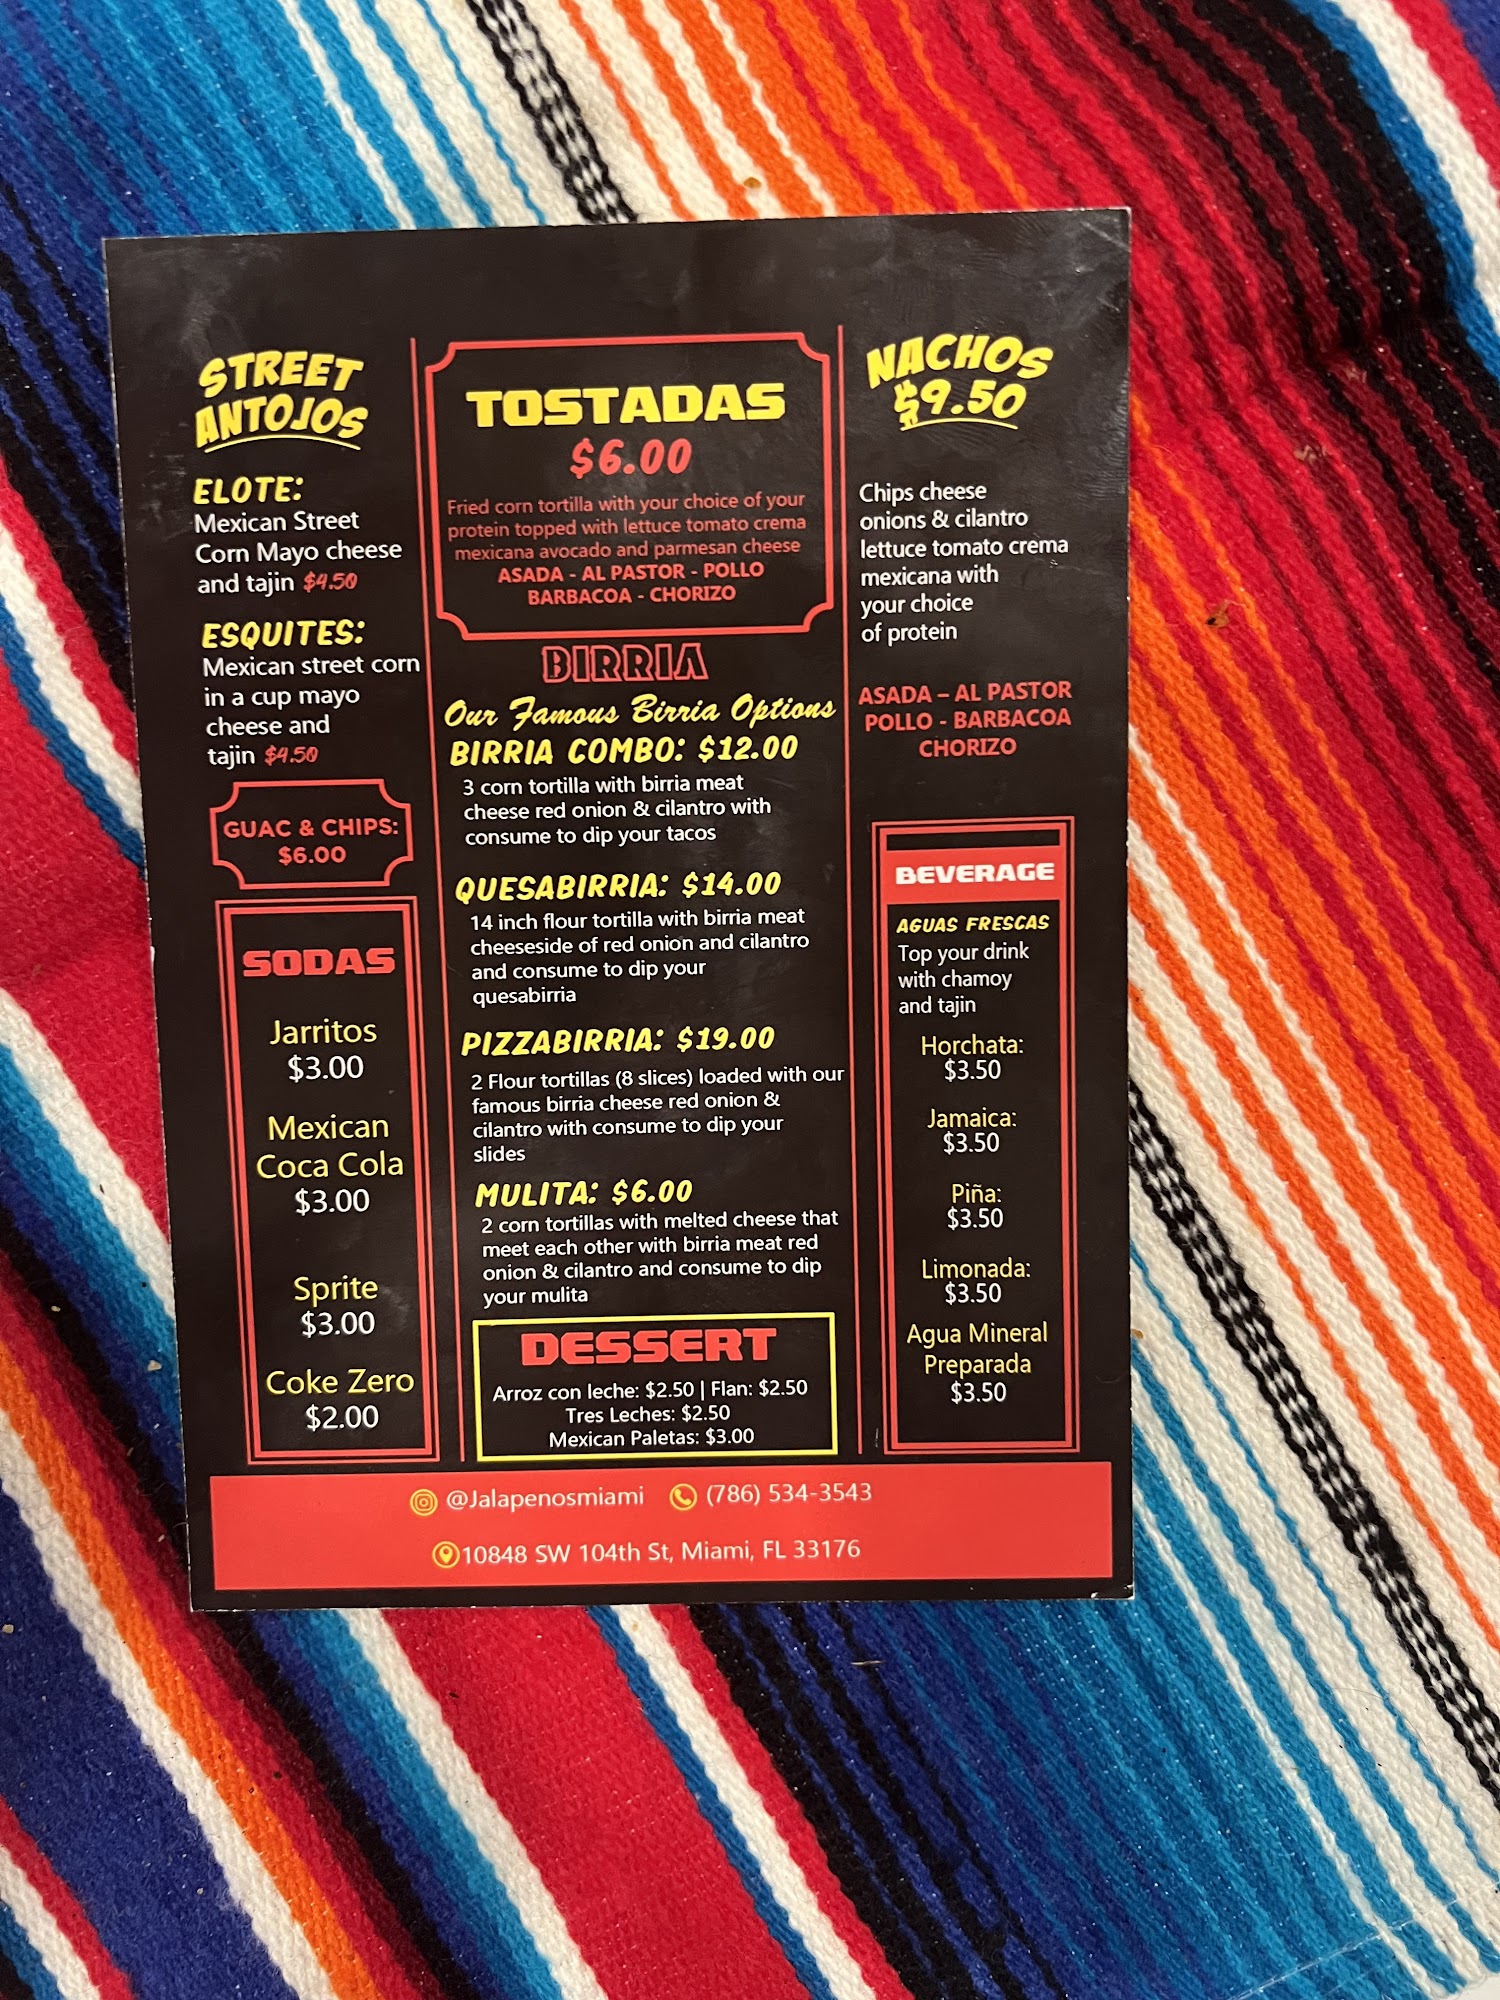 STREET
ANTOJOS
ELOTE:
Mexican Street
Corn Mayo cheese
and tajin $4.50
ESQUITES:
Mexican street corn
in a cup mayo
cheese and
tajin $4.50
GUAC & CHIPS:
$6.00
SODAS
Jarritos
$3.00
Mexican
Coca Cola
$3.00
Sprite
$3.00
Coke Zero
$2.00
TOSTADAS
$6.00
Fried corn tortilla with your choice of your
protein topped with lettuce tomato crema
mexicana avocado and parmesan cheese
ASADA - AL PASTOR - POLLO
BARBACOA - CHORIZO
BIRRIA
Our Famous Birria Options
BIRRIA COMBO: $12.00
3 corn tortilla with birria meat
cheese red onion & cilantro with
consume to dip your tacos
QUESABIRRIA: $14.00
14 inch flour tortilla with birria meat
cheeseside of red onion and cilantro
and consume to dip your
quesabirria
PIZZABIRRIA: $19.00
2 Flour tortillas (8 slices) loaded with our
famous birria cheese red onion &
cilantro with consume to dip your
slides
MULITA: $6.00
2 corn tortillas with melted cheese that
meet each other with birria meat red
onion & cilantro and consume to dip
your mulita
DESSERT
Arroz con leche: $2.50 | Flan: $2.50
Tres Leches: $2.50
Mexican Paletas: $3.00
NACHOS
$9.50
Chips cheese
onions & cilantro
lettuce tomato crema
mexicana with
your choice
of protein
ASADA – AL PASTOR
POLLO - BARBACOA
CHORIZO
BEVERAGE
AGUAS FRESCAS
Top your drink
with chamoy
and tajin
Horchata:
$3.50
Jamaica:
$3.50
Piña:
$3.50
Limonada:
$3.50
Agua Mineral
Preparada
$3.50
@Jalapenosmiami (786) 534-3543
10848 SW 104th St, Miami, FL 33176